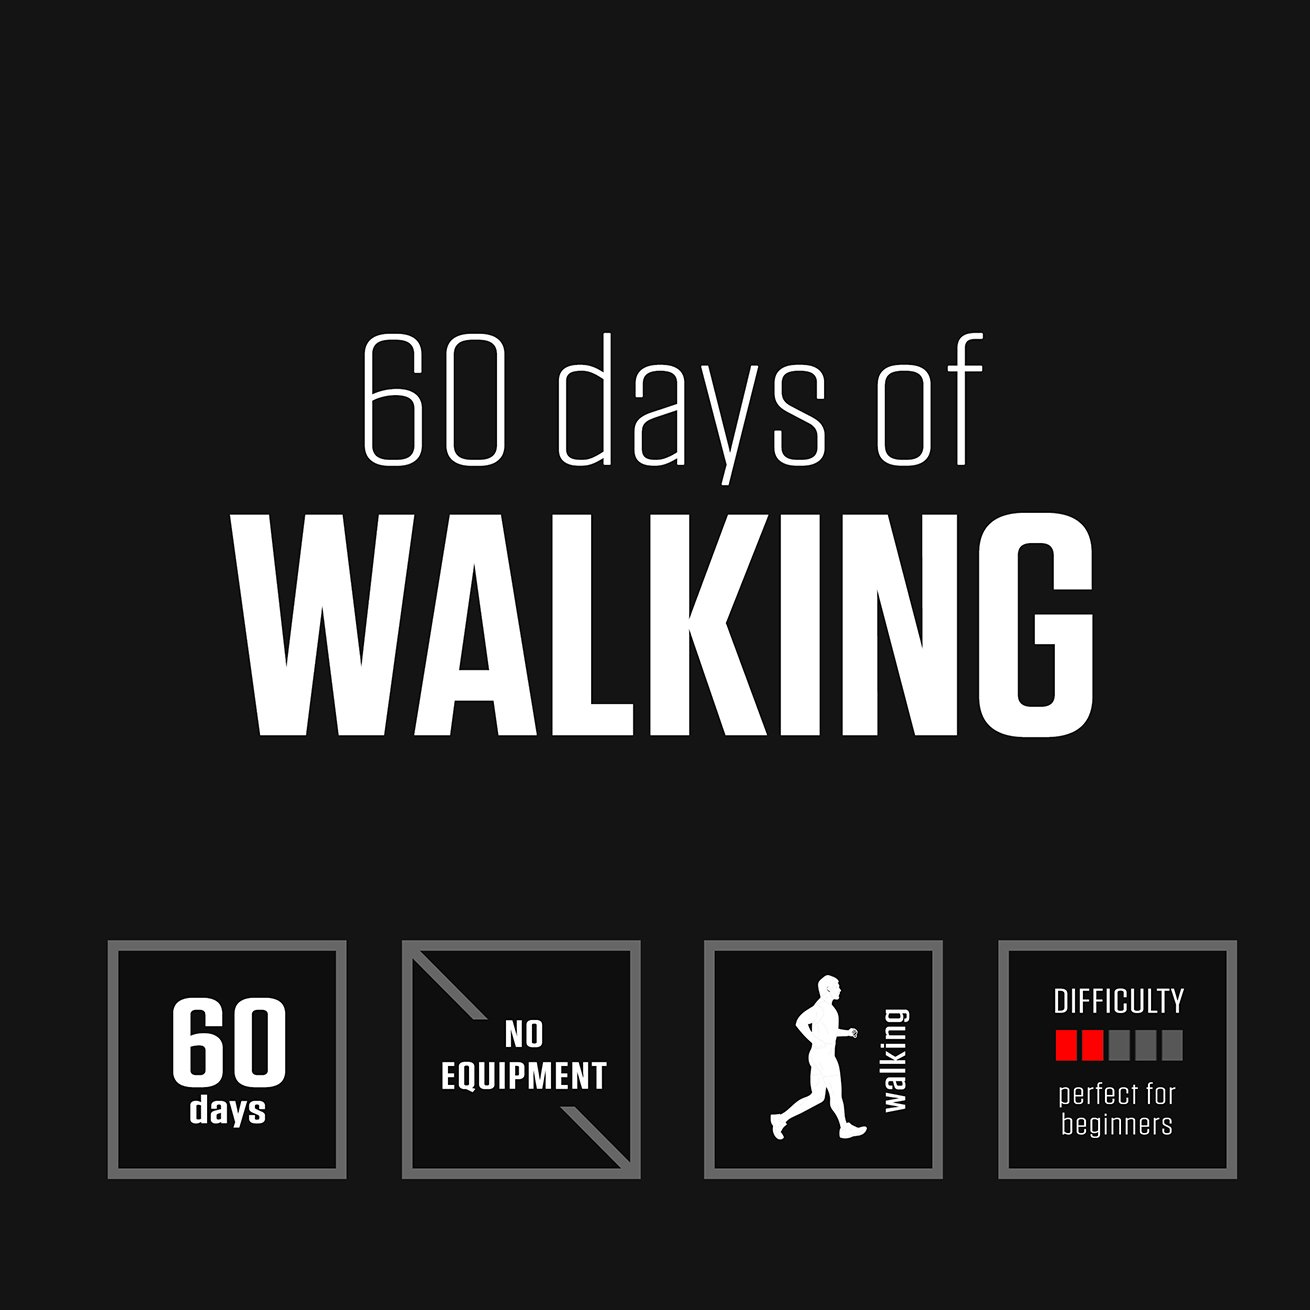 60 days of
WALKING
60
days
NO
EQUIPMENT
walking
DIFFICULTY
perfect for
beginners